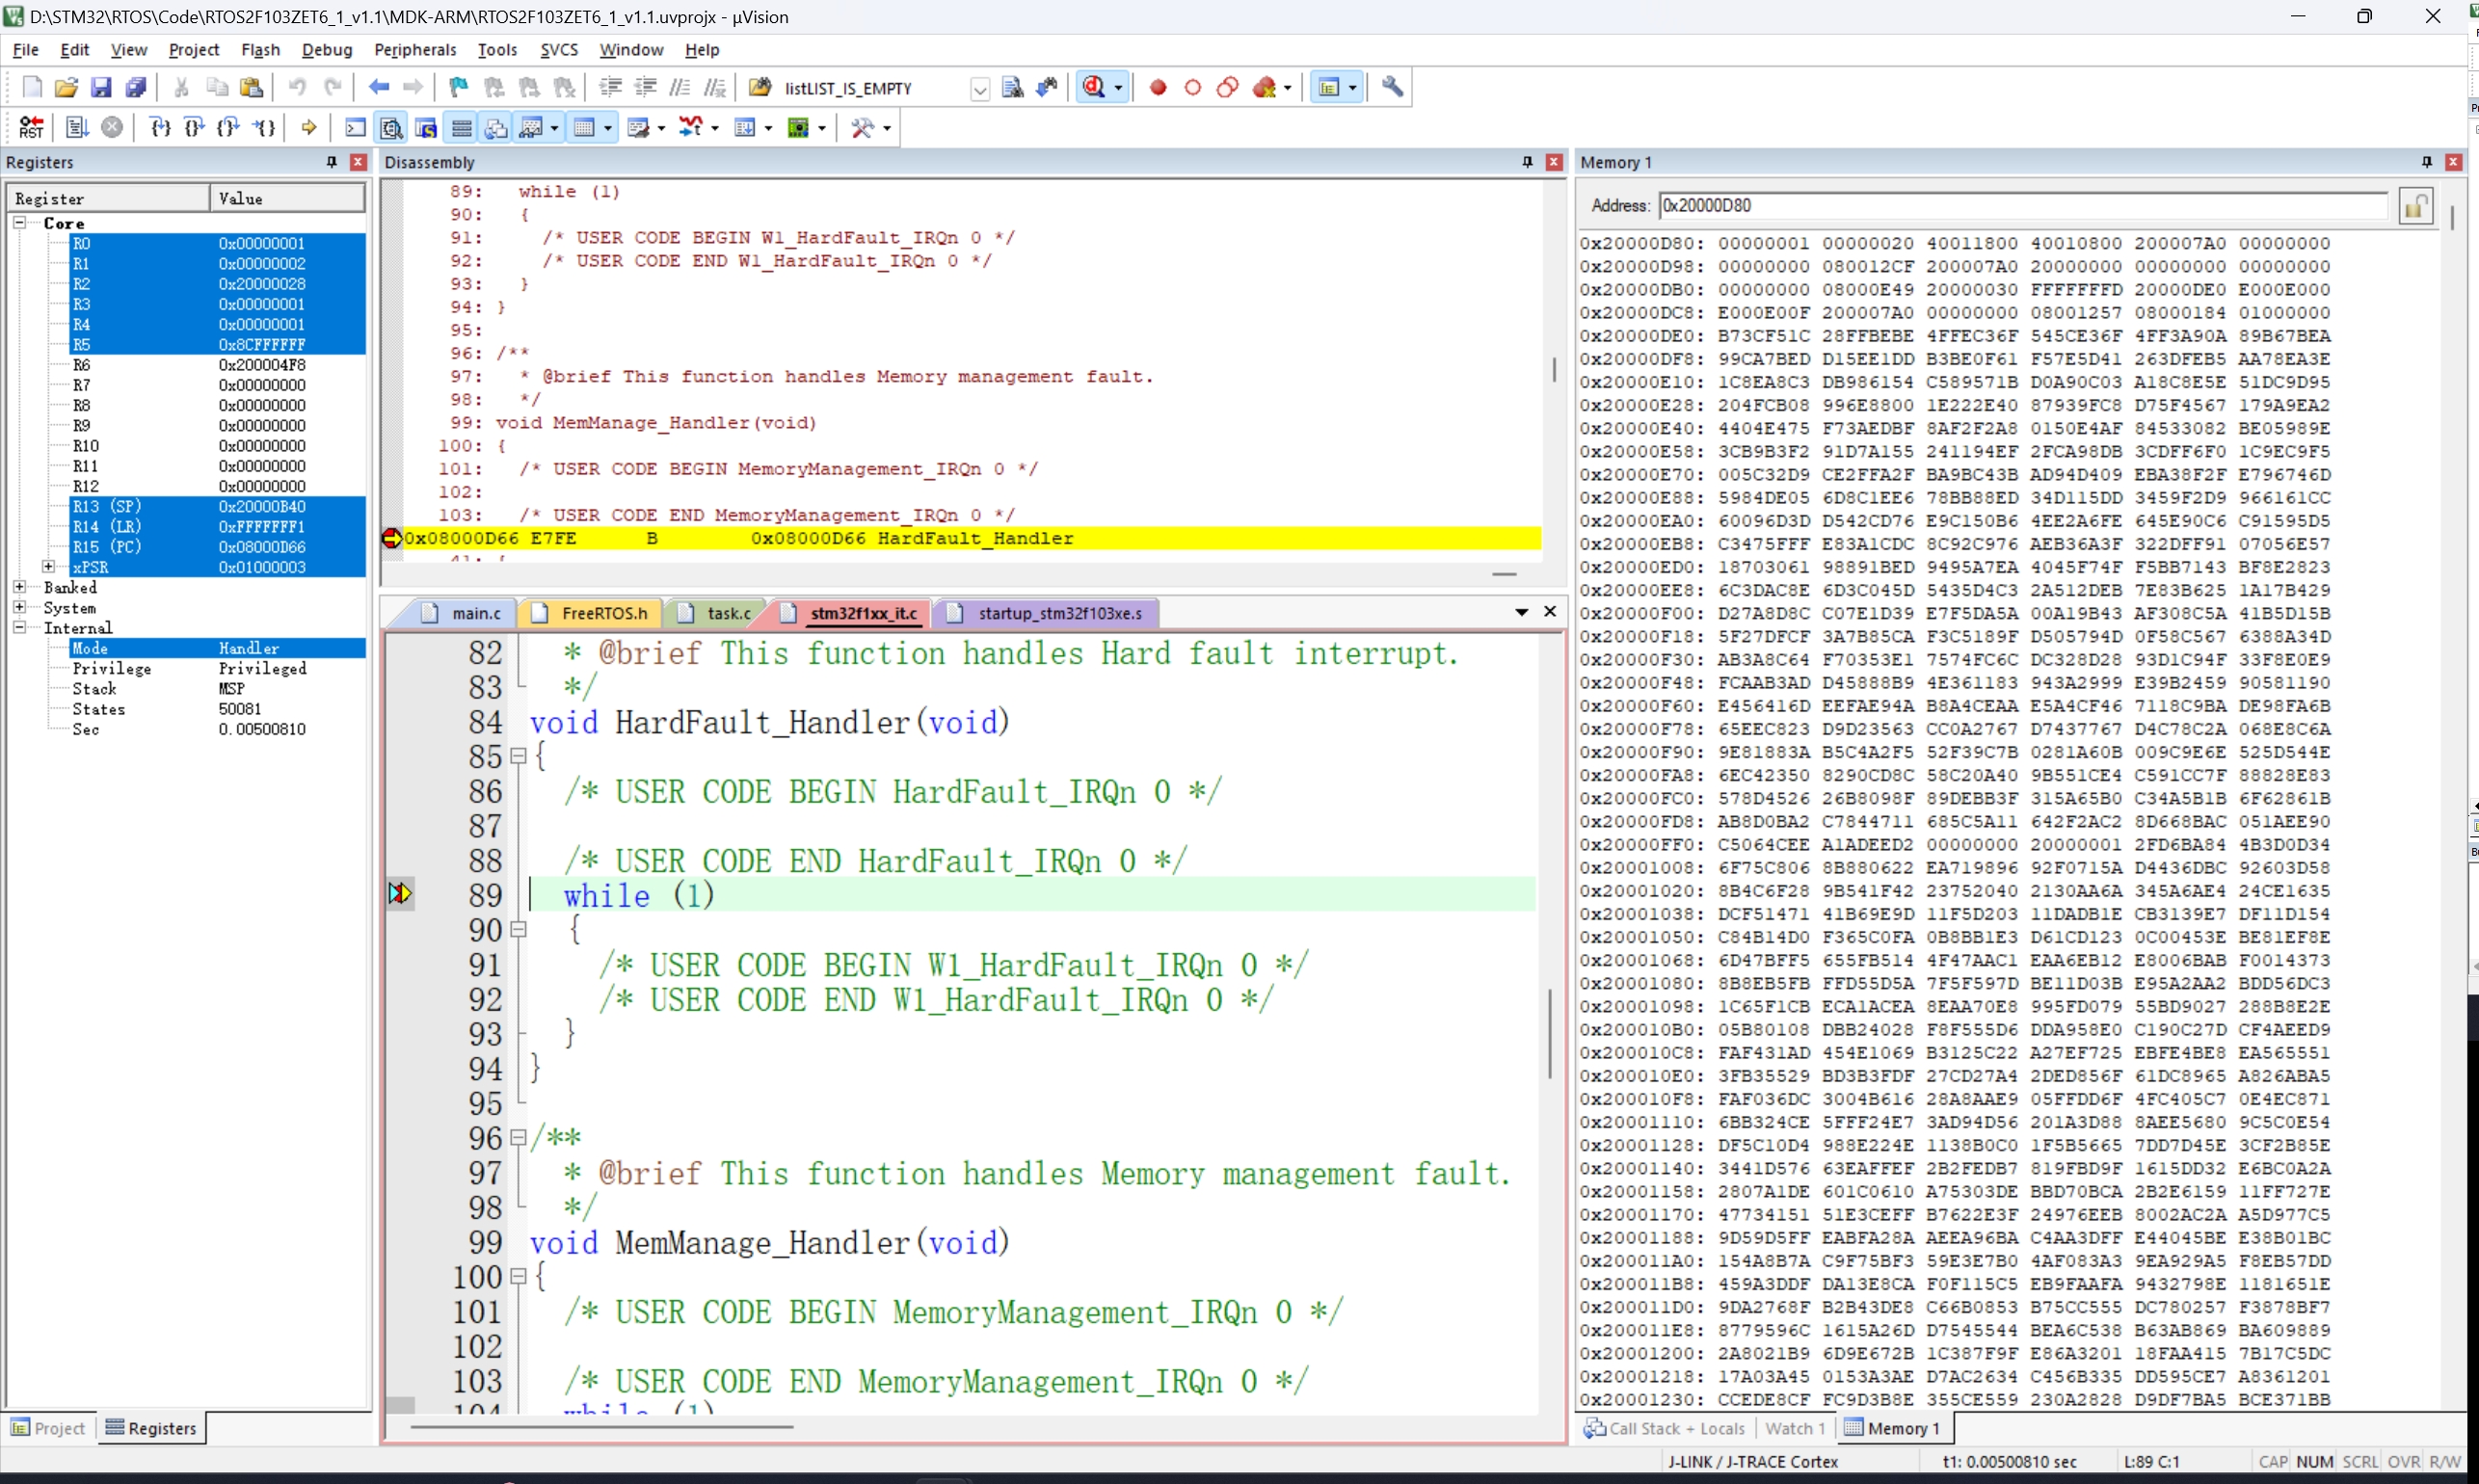 D:\STM32\RTOS\Code\RTOS2F103ZET6_1_v1.1\MDK-ARM\RTOS2F103ZET6_1_v1.1.uvprojx - µVision
File Edit View Project Flash Debug Peripherals Tools SVCS Window Help
listLIST_IS_EMPTY
RST
Registers
Register Value
Core
R0 0x00000001
R1 0x00000002
R2 0x20000028
R3 0x00000001
R4 0x00000001
R5 0x8CFFFFFF
R6 0x200004F8
R7 0x00000000
R8 0x00000000
R9 0x00000000
R10 0x00000000
R11 0x00000000
R12 0x00000000
R13 (SP) 0x20000B40
R14 (LR) 0xFFFFFFF1
R15 (PC) 0x08000D66
xPSR 0x01000003
Banked
System
Internal
Mode Handler
Privilege Privileged
Stack MSP
States 50081
Sec 0.00500810
Project Registers
Disassembly
89: while (1)
90: {
91: /* USER CODE BEGIN W1_HardFault_IRQn 0 */
92: /* USER CODE END W1_HardFault_IRQn 0 */
93: }
94: }
95:
96: /**
97: * @brief This function handles Memory management fault.
98: */
99: void MemManage_Handler(void)
100: {
101: /* USER CODE BEGIN MemoryManagement_IRQn 0 */
102:
103: /* USER CODE END MemoryManagement_IRQn 0 */
0x08000D66 E7FE B 0x08000D66 HardFault_Handler
main.c FreeRTOS.h task.c stm32f1xx_it.c startup_stm32f103xe.s
82 * @brief This function handles Hard fault interrupt.
83 */
84 void HardFault_Handler(void)
85 {
86 /* USER CODE BEGIN HardFault_IRQn 0 */
87
88 /* USER CODE END HardFault_IRQn 0 */
89 while (1)
90 {
91 /* USER CODE BEGIN W1_HardFault_IRQn 0 */
92 /* USER CODE END W1_HardFault_IRQn 0 */
93 }
94 }
95
96 /**
97 * @brief This function handles Memory management fault.
98 */
99 void MemManage_Handler(void)
100 {
101 /* USER CODE BEGIN MemoryManagement_IRQn 0 */
102
103 /* USER CODE END MemoryManagement_IRQn 0 */
104 while (1)
Memory 1
Address: 0x20000D80
0x20000D80: 00000001 00000020 40011800 40010800 200007A0 00000000
0x20000D98: 00000000 080012CF 200007A0 20000000 00000000 00000000
0x20000DB0: 00000000 08000E49 20000030 FFFFFFFD 20000DE0 E000E000
0x20000DC8: E000E00F 200007A0 00000000 08001257 08000184 01000000
0x20000DE0: B73CF51C 28FFBEBE 4FFEC36F 545CE36F 4FF3A90A 89B67BEA
0x20000DF8: 99CA7BED D15EE1DD B3BE0F61 F57E5D41 263DFEB5 AA78EA3E
0x20000E10: 1C8EA8C3 DB986154 C589571B D0A90C03 A18C8E5E 51DC9D95
0x20000E28: 204FCB08 996E8800 1E222E40 87939FC8 D75F4567 179A9EA2
0x20000E40: 4404E475 F73AEDBF 8AF2F2A8 0150E4AF 84533082 BE05989E
0x20000E58: 3CB9B3F2 91D7A155 241194EF 2FCA98DB 3CDFF6F0 1C9EC9F5
0x20000E70: 005C32D9 CE2FFA2F BA9BC43B AD94D409 EBA38F2F E796746D
0x20000E88: 5984DE05 6D8C1EE6 78BB88ED 34D115DD 3459F2D9 966161CC
0x20000EA0: 60096D3D D542CD76 E9C150B6 4EE2A6FE 645E90C6 C91595D5
0x20000EB8: C3475FFF E83A1CDC 8C92C976 AEB36A3F 322DFF91 07056E57
0x20000ED0: 18703061 98891BED 9495A7EA 4045F74F F5BB7143 BF8E2823
0x20000EE8: 6C3DAC8E 6D3C045D 5435D4C3 2A512DEB 7E83B625 1A17B429
0x20000F00: D27A8D8C C07E1D39 E7F5DA5A 00A19B43 AF308C5A 41B5D15B
0x20000F18: 5F27DFCF 3A7B85CA F3C5189F D505794D 0F58C567 6388A34D
0x20000F30: AB3A8C64 F70353E1 7574FC6C DC328D28 93D1C94F 33F8E0E9
0x20000F48: FCAAB3AD D45888B9 4E361183 943A2999 E39B2459 90581190
0x20000F60: E456416D EEFAE94A B8A4CEAA E5A4CF46 7118C9BA DE98FA6B
0x20000F78: 65EEC823 D9D23563 CC0A2767 D7437767 D4C78C2A 068E8C6A
0x20000F90: 9E81883A B5C4A2F5 52F39C7B 0281A60B 009C9E6E 525D544E
0x20000FA8: 6EC42350 8290CD8C 58C20A40 9B551CE4 C591CC7F 88828E83
0x20000FC0: 578D4526 26B8098F 89DEBB3F 315A65B0 C34A5B1B 6F62861B
0x20000FD8: AB8D0BA2 C7844711 685C5A11 642F2AC2 8D668BAC 051AEE90
0x20000FF0: C5064CEE A1ADEED2 00000000 20000001 2FD6BA84 4B3D0D34
0x20001008: 6F75C806 8B880622 EA719896 92F0715A D4436DBC 92603D58
0x20001020: 8B4C6F28 9B541F42 23752040 2130AA6A 345A6AE4 24CE1635
0x20001038: DCF51471 41B69E9D 11F5D203 11DADB1E CB3139E7 DF11D154
0x20001050: C84B14D0 F365C0FA 0B8BB1E3 D61CD123 0C00453E BE81EF8E
0x20001068: 6D47BFF5 655FB514 4F47AAC1 EAA6EB12 E8006BAB F0014373
0x20001080: 8B8EB5FB FFD55D5A 7F5F597D BE11D03B E95A2AA2 BDD56DC3
0x20001098: 1C65F1CB ECA1ACEA 8EAA70E8 995FD079 55BD9027 288B8E2E
0x200010B0: 05B80108 DBB24028 F8F555D6 DDA958E0 C190C27D CF4AEED9
0x200010C8: FAF431AD 454E1069 B3125C22 A27EF725 EBFE4BE8 EA565551
0x200010E0: 3FB35529 BD3B3FDF 27CD27A4 2DED856F 61DC8965 A826ABA5
0x200010F8: FAF036DC 3004B616 28A8AAE9 05FFDD6F 4FC405C7 0E4EC871
0x20001110: 6BB324CE 5FFF24E7 3AD94D56 201A3D88 8AEE5680 9C5C0E54
0x20001128: DF5C10D4 988E224E 1138B0C0 1F5B5665 7DD7D45E 3CF2B85E
0x20001140: 3441D576 63EAFFEF 2B2FEDB7 819FBD9F 1615DD32 E6BC0A2A
0x20001158: 2807A1DE 601C0610 A75303DE BBD70BCA 2B2E6159 11FF727E
0x20001170: 47734151 51E3CEFF B7622E3F 24976EEB 8002AC2A A5D977C5
0x20001188: 9D59D5FF EABFA28A AEEA96BA C4AA3DFF E44045BE E38B01BC
0x200011A0: 154A8B7A C9F75BF3 59E3E7B0 4AF083A3 9EA929A5 F8EB57DD
0x200011B8: 459A3DDF DA13E8CA F0F115C5 EB9FAAFA 9432798E 1181651E
0x200011D0: 9DA2768F B2B43DE8 C66B0853 B75CC555 DC780257 F3878BF7
0x200011E8: 8779596C 1615A26D D7545544 BEA6C538 B63AB869 BA609889
0x20001200: 2A8021B9 6D9E672B 1C387F9F E86A3201 18FAA415 7B17C5DC
0x20001218: 17A03A45 0153A3AE D7AC2634 C456B335 DD595CE7 A8361201
0x20001230: CCEDE8CF FC9D3B8E 355CE559 230A2828 D9DF7BA5 BCE371BB
Call Stack + Locals Watch 1 Memory 1
J-LINK / J-TRACE Cortex t1: 0.00500810 sec L:89 C:1 CAP NUM SCRL OVR R/W